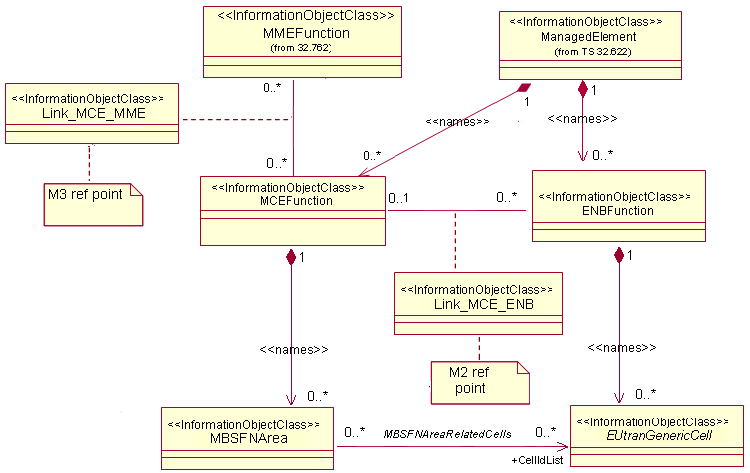 <<InformationObjectClass>>
MMEFunction
(from 32.762)
<<InformationObjectClass>>
ManagedElement
(from TS 32.622)
<<InformationObjectClass>>
Link_MCE_MME
0..*
1
1
<<names>>
<<names>>
M3 ref point
0..*
0..*
0..*
<<InformationObjectClass>>
MCEFunction
0..1
0..*
<<InformationObjectClass>>
ENBFunction
1
1
<<InformationObjectClass>>
Link_MCE_ENB
<<names>>
<<names>>
M2 ref
point
0..*
0..*
<<InformationObjectClass>>
MBSFNArea
0..*
MBSFNAreaRelatedCells
0..*
+CellIdList
<<InformationObjectClass>>
EUtranGenericCell